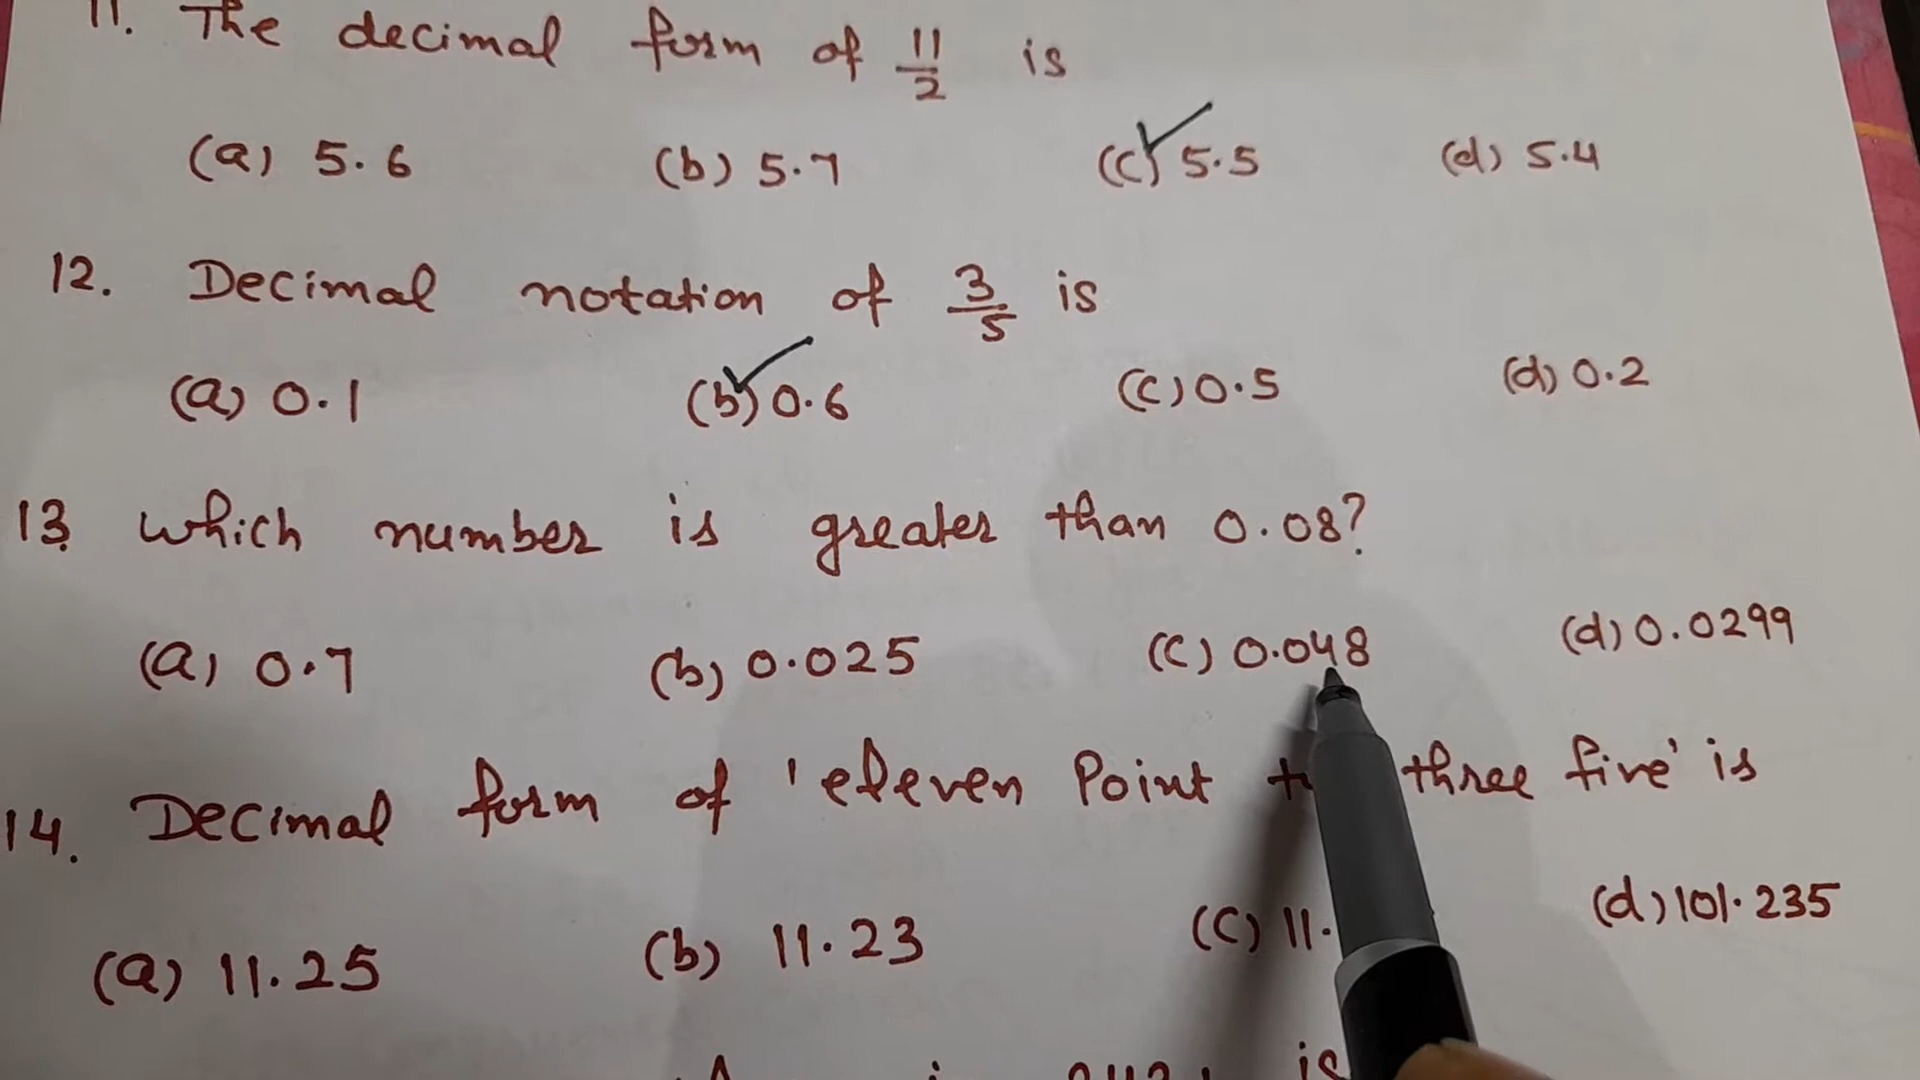 11. The decimal form of 11/2 is
(a) 5.6 (b) 5.7 (c) 5.5 (d) 5.4
12. Decimal notation of 3/5 is
(a) 0.1 (b) 0.6 (c) 0.5 (d) 0.2
13. which number is greater than 0.08?
(a) 0.7 (b) 0.025 (c) 0.048 (d) 0.0299
14. Decimal form of 'eleven Point three five' is
(a) 11.25 (b) 11.23 (c) 11. (d) 101.235
is